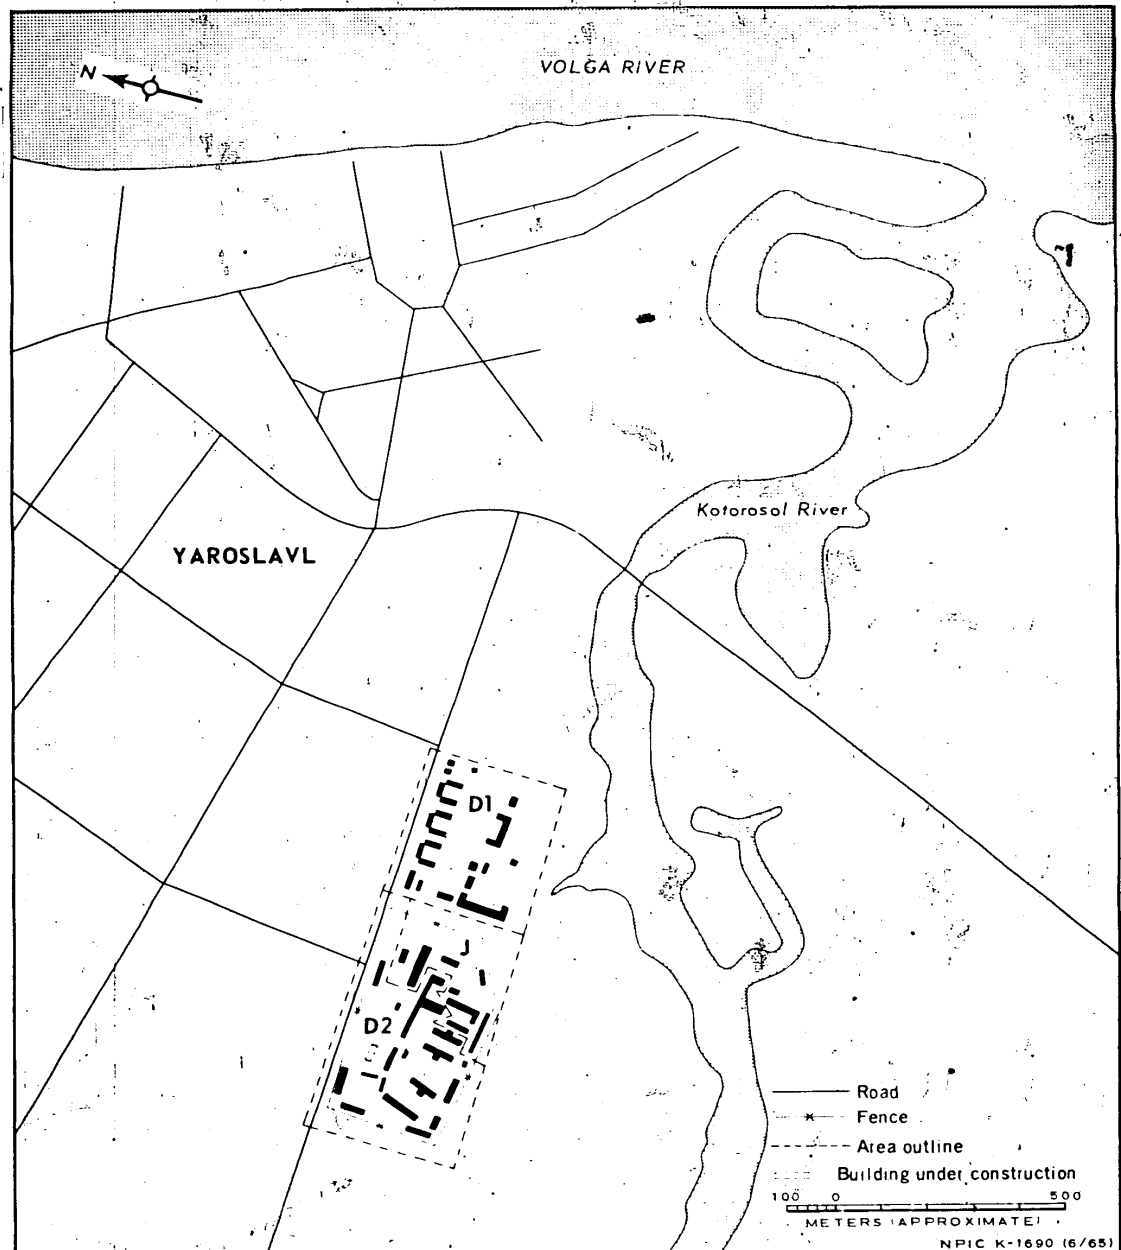 N
VOLGA RIVER
Kotorosol River
YAROSLAVL
D1
J
D2
Road
Fence
Area outline
Building under construction
100 0 500
METERS (APPROXIMATE)
NPIC K-1690 (6/65)